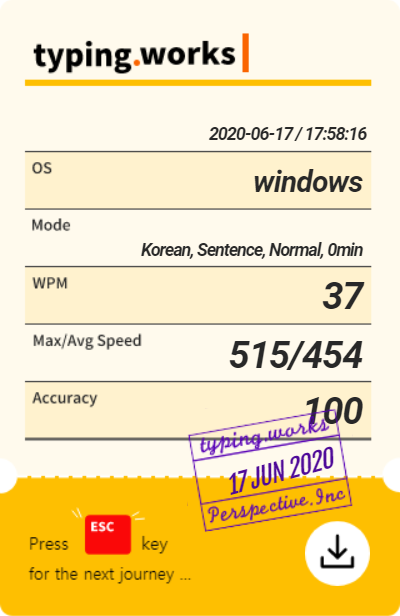 typing.works
2020-06-17 / 17:58:16
OS
windows
Mode
Korean, Sentence, Normal, 0min
WPM
37
Max/Avg Speed
515/454
Accuracy
100
typing.works
17 JUN 2020
Perspective.Inc
Press ESC key
for the next journey ...